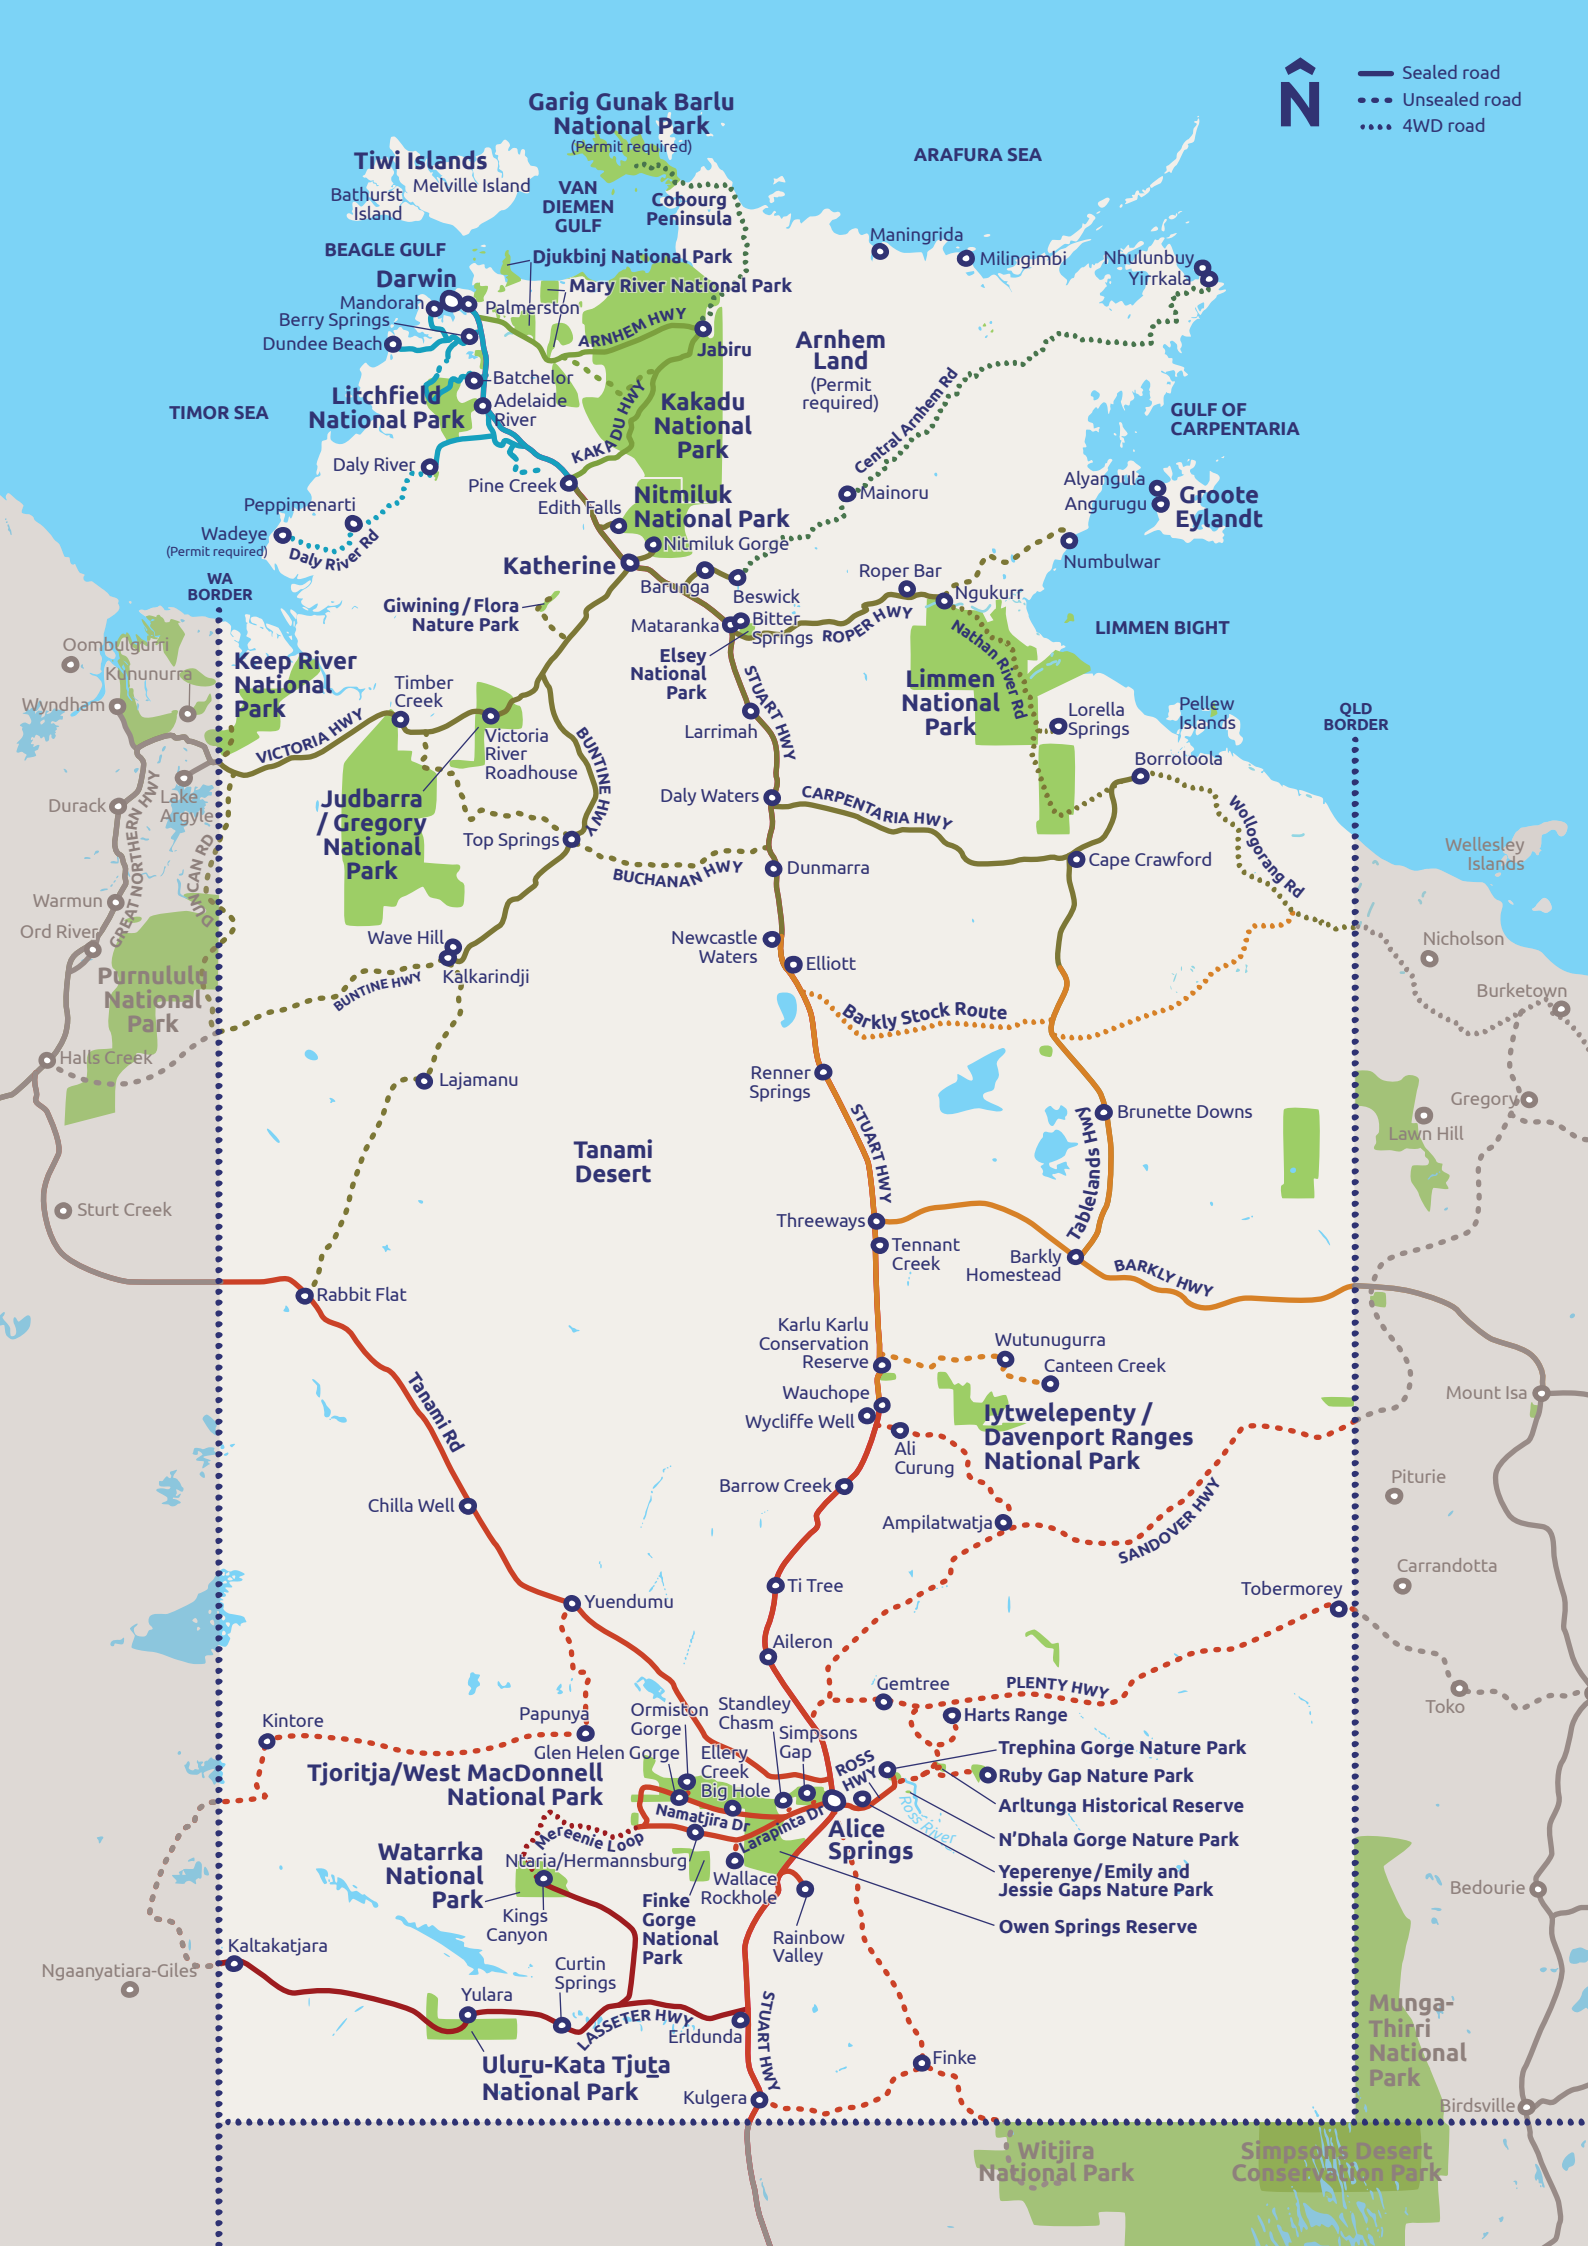 N
Sealed road
Unsealed road
4WD road
Garig Gunak Barlu
National Park
(Permit required)
ARAFURA SEA
Tiwi Islands
Melville Island
Bathurst
Island
VAN
DIEMEN
GULF
Cobourg
Peninsula
BEAGLE GULF
Djukbinj National Park
Darwin
Mary River National Park
Mandorah
Palmerston
Berry Springs
Dundee Beach
ARNHEM HWY
Jabiru
Maningrida
Milingimbi
Nhulunbuy
Yirrkala
Arnhem
Land
(Permit
required)
Batchelor
Litchfield
National Park
Adelaide
River
TIMOR SEA
Kakadu
National
Park
KAKADU HWY
Central Arnhem Rd
GULF OF
CARPENTARIA
Daly River
Pine Creek
Alyangula
Angurugu
Groote
Eylandt
Peppimenarti
Edith Falls
Nitmiluk
National Park
Mainoru
Wadeye
(Permit required)
Daly River Rd
Nitmiluk Gorge
Numbulwar
Katherine
WA
BORDER
Barunga
Beswick
Roper Bar
Ngukurr
Giwining / Flora
Nature Park
Mataranka
Bitter
Springs
ROPER HWY
LIMMEN BIGHT
Oombulgurri
Kununurra
Wyndham
Keep River
National
Park
Elsey
National
Park
Nathan River Rd
Limmen
National
Park
Timber
Creek
STUART HWY
Larrimah
Lorella
Springs
Pellew
Islands
QLD
BORDER
VICTORIA HWY
Victoria
River
Roadhouse
BUNTINE HWY
Borroloola
Durack
Lake
Argyle
GREAT NORTHERN HWY
DUNCAN RD
Judbarra
/ Gregory
National
Park
Daly Waters
CARPENTARIA HWY
Wollogorang Rd
Top Springs
BUCHANAN HWY
Dunmarra
Cape Crawford
Wellesley
Islands
Warmun
Ord River
Wave Hill
Newcastle
Waters
Nicholson
Purnululu
National
Park
Kalkarindji
Elliott
BUNTINE HWY
Barkly Stock Route
Burketown
Halls Creek
Lajamanu
Renner
Springs
Gregory
Brunette Downs
Lawn Hill
Tanami
Desert
STUART HWY
Tablelands Hwy
Sturt Creek
Threeways
Tennant
Creek
Barkly
Homestead
BARKLY HWY
Rabbit Flat
Karlu Karlu
Conservation
Reserve
Wutunugurra
Canteen Creek
Wauchope
Mount Isa
Wycliffe Well
Iytwelepenty /
Davenport Ranges
National Park
Tanami Rd
Ali
Curung
Barrow Creek
Piturie
Chilla Well
Ampilatwatja
SANDOVER HWY
Carrandotta
Ti Tree
Tobermorey
Yuendumu
Aileron
Gemtree
PLENTY HWY
Toko
Harts Range
Kintore
Papunya
Ormiston
Gorge
Standley
Chasm
Simpsons
Gap
Glen Helen Gorge
Ellery
Creek
Big Hole
ROSS
HWY
Trephina Gorge Nature Park
Tjoritja/West MacDonnell
National Park
Ruby Gap Nature Park
Arltunga Historical Reserve
Namatjira Dr
Larapinta Dr
Ross River
Mereenie Loop
Alice
Springs
N'Dhala Gorge Nature Park
Watarrka
National
Park
Ntaria/Hermannsburg
Yeperenye / Emily and
Jessie Gaps Nature Park
Wallace
Rockhole
Bedourie
Kings
Canyon
Finke
Gorge
National
Park
Owen Springs Reserve
Rainbow
Valley
Kaltakatjara
Ngaanyatiara-Giles
Curtin
Springs
Yulara
LASSETER HWY
Erldunda
STUART HWY
Munga-
Thirri
National
Park
Uluṟu-Kata Tjuṯa
National Park
Finke
Kulgera
Birdsville
Witjira
National Park
Simpsons Desert
Conservation Park